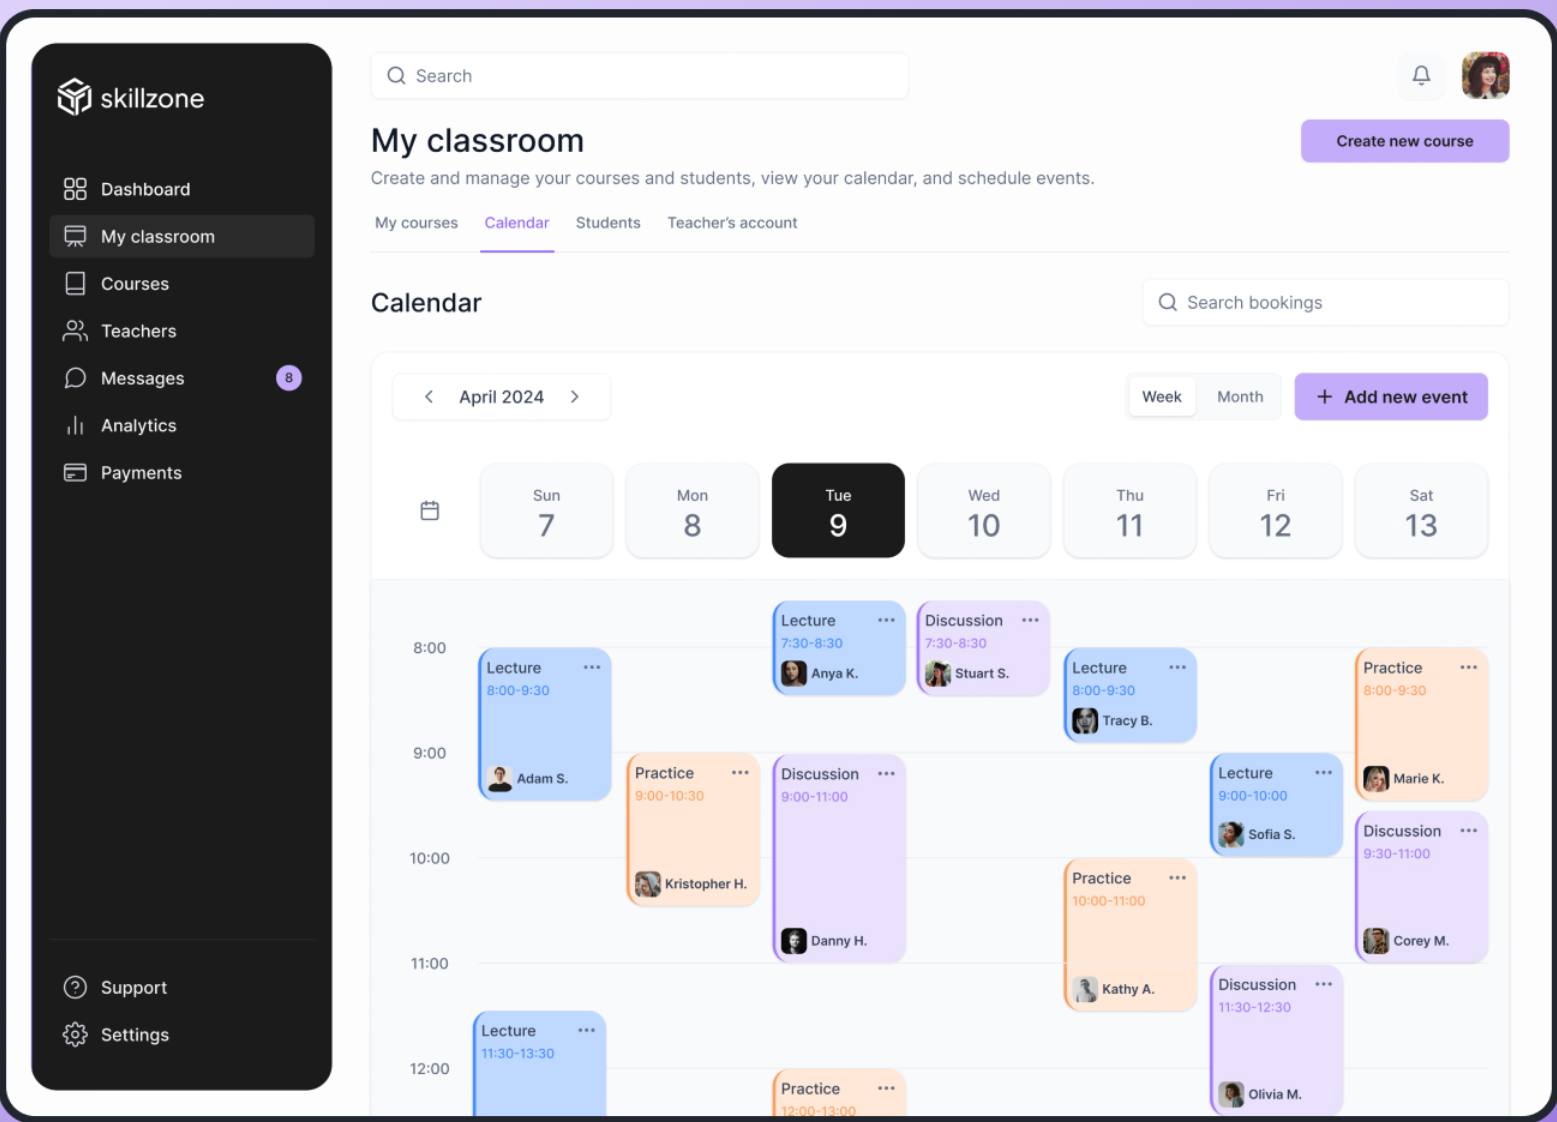 skillzone
Dashboard
My classroom
Courses
Teachers
Messages
8
Analytics
Payments
Support
Settings
Search
My classroom
Create new course
Create and manage your courses and students, view your calendar, and schedule events.
My courses
Calendar
Students
Teacher's account
Calendar
Search bookings
April 2024
Week
Month
+ Add new event
Sun
7
Mon
8
Tue
9
Wed
10
Thu
11
Fri
12
Sat
13
8:00
9:00
10:00
11:00
12:00
Lecture
8:00-9:30
Adam S.
Lecture
11:30-13:30
Practice
9:00-10:30
Kristopher H.
Lecture
7:30-8:30
Anya K.
Discussion
9:00-11:00
Danny H.
Practice
12:00-13:00
Discussion
7:30-8:30
Stuart S.
Lecture
8:00-9:30
Tracy B.
Practice
10:00-11:00
Kathy A.
Lecture
9:00-10:00
Sofia S.
Discussion
11:30-12:30
Olivia M.
Practice
8:00-9:30
Marie K.
Discussion
9:30-11:00
Corey M.